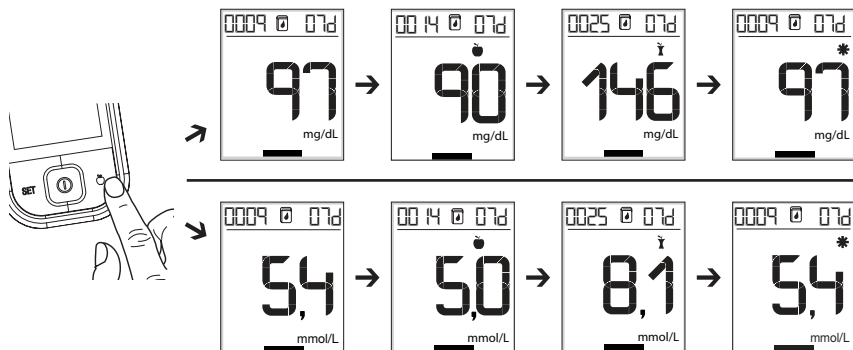 0009 07d
97
mg/dL
0014 07d
90
mg/dL
0025 07d
146
mg/dL
0009 07d
97
mg/dL
SET
0009 07d
5,4
mmol/L
0014 07d
5,0
mmol/L
0025 07d
8,1
mmol/L
0009 07d
5,4
mmol/L